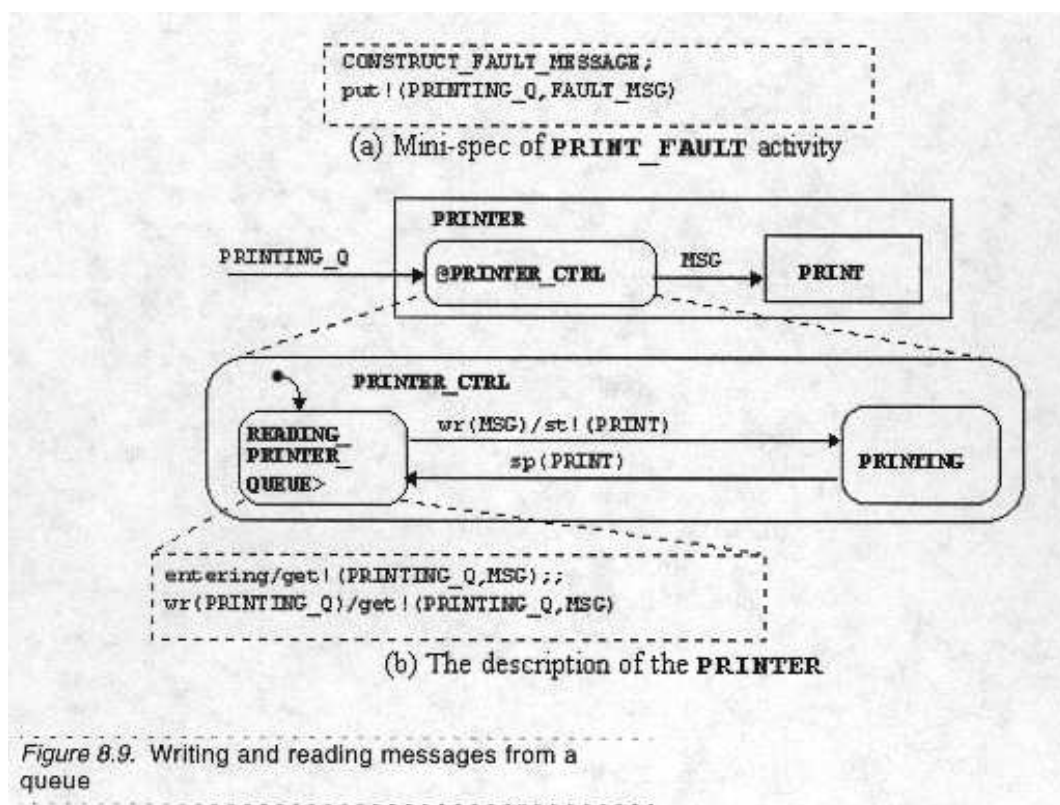 CONSTRUCT_FAULT_MESSAGE;
put!(PRINTING_Q,FAULT_MSG)
(a) Mini-spec of PRINT_FAULT activity
PRINTER
PRINTING_Q
@PRINTER_CTRL
MSG
PRINT
PRINTER_CTRL
READING_
PRINTER_
QUEUE>
wr(MSG)/st!(PRINT)
sp(PRINT)
PRINTING
entering/get!(PRINTING_Q,MSG);;
wr(PRINTING_Q)/get!(PRINTING_Q,MSG)
(b) The description of the PRINTER
Figure 8.9. Writing and reading messages from a
queue